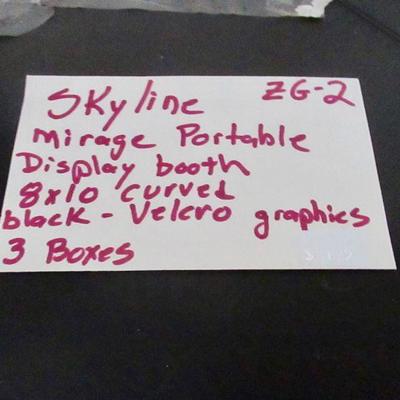 Skyline ZG-2
Mirage Portable
Display booth
8x10 curved
black - Velcro graphics
3 Boxes